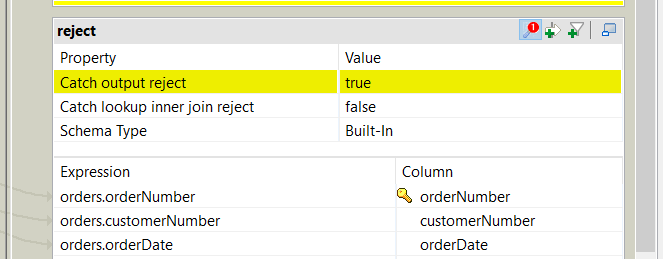 reject
1
Property Value
Catch output reject true
Catch lookup inner join reject false
Schema Type Built-In
Expression Column
orders.orderNumber orderNumber
orders.customerNumber customerNumber
orders.orderDate orderDate